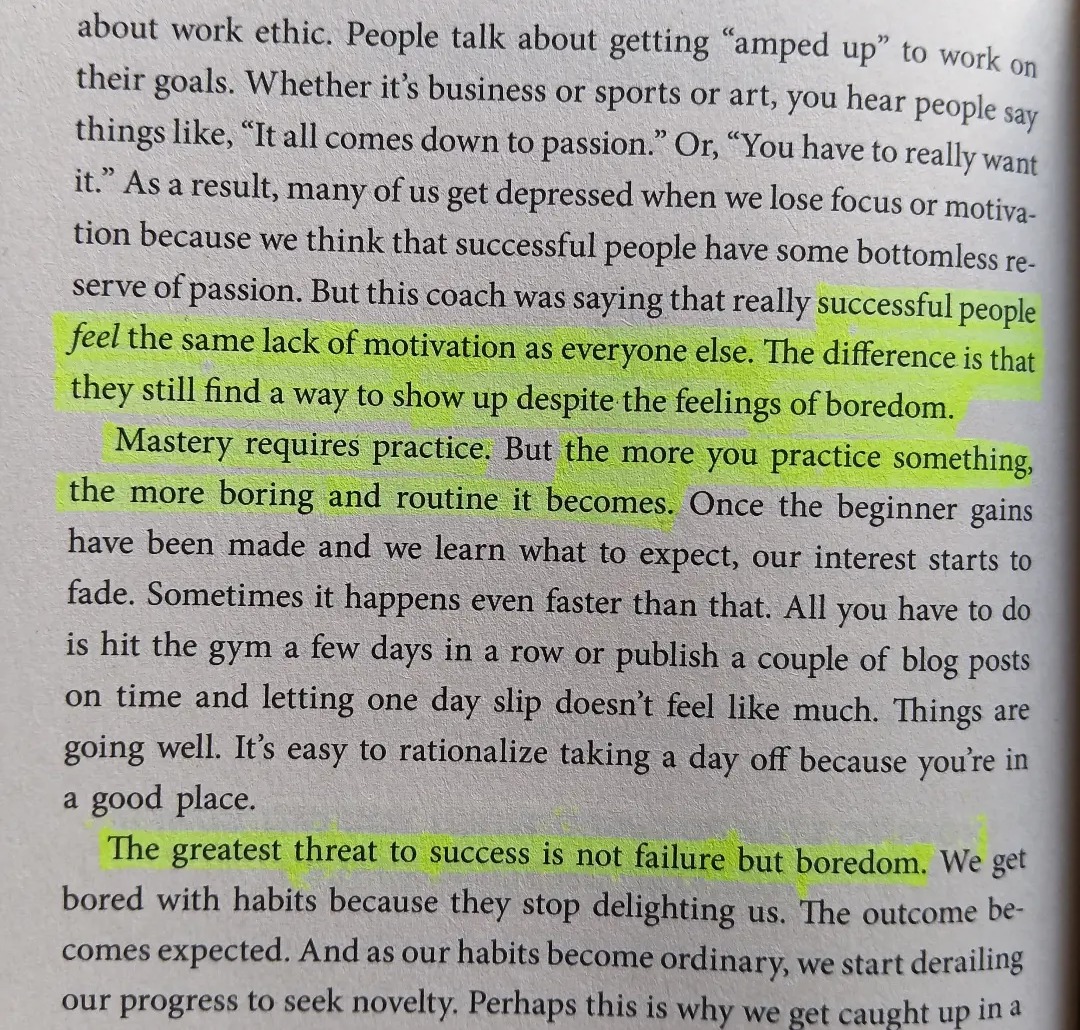 about work ethic. People talk about getting “amped up” to work on
their goals. Whether it’s business or sports or art, you hear people say
things like, “It all comes down to passion.” Or, “You have to really want
it.” As a result, many of us get depressed when we lose focus or motiva-
tion because we think that successful people have some bottomless re-
serve of passion. But this coach was saying that really successful people
feel the same lack of motivation as everyone else. The difference is that
they still find a way to show up despite the feelings of boredom.
Mastery requires practice. But the more you practice something,
the more boring and routine it becomes. Once the beginner gains
have been made and we learn what to expect, our interest starts to
fade. Sometimes it happens even faster than that. All you have to do
is hit the gym a few days in a row or publish a couple of blog posts
on time and letting one day slip doesn’t feel like much. Things are
going well. It’s easy to rationalize taking a day off because you’re in
a good place.
The greatest threat to success is not failure but boredom. We get
bored with habits because they stop delighting us. The outcome be-
comes expected. And as our habits become ordinary, we start derailing
our progress to seek novelty. Perhaps this is why we get caught up in a